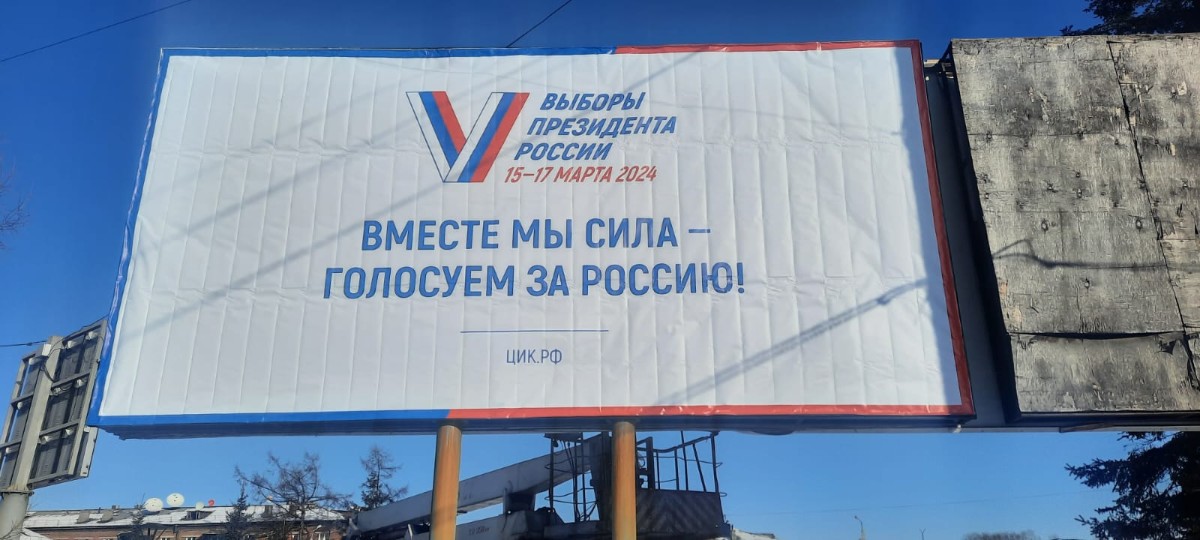 ВЫБОРЫ
ПРЕЗИДЕНТА
РОССИИ
15–17 МАРТА 2024
ВМЕСТЕ МЫ СИЛА –
ГОЛОСУЕМ ЗА РОССИЮ!
ЦИК.РФ